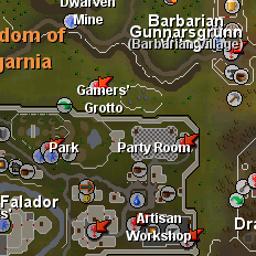 Dwarven
Mine
Barbarian
Gunnarsgrunn
(Barbarian Village)
dom of
garnia
Gamers'
Grotto
Park
Party Room
Falador
Artisan
Workshop
Dra